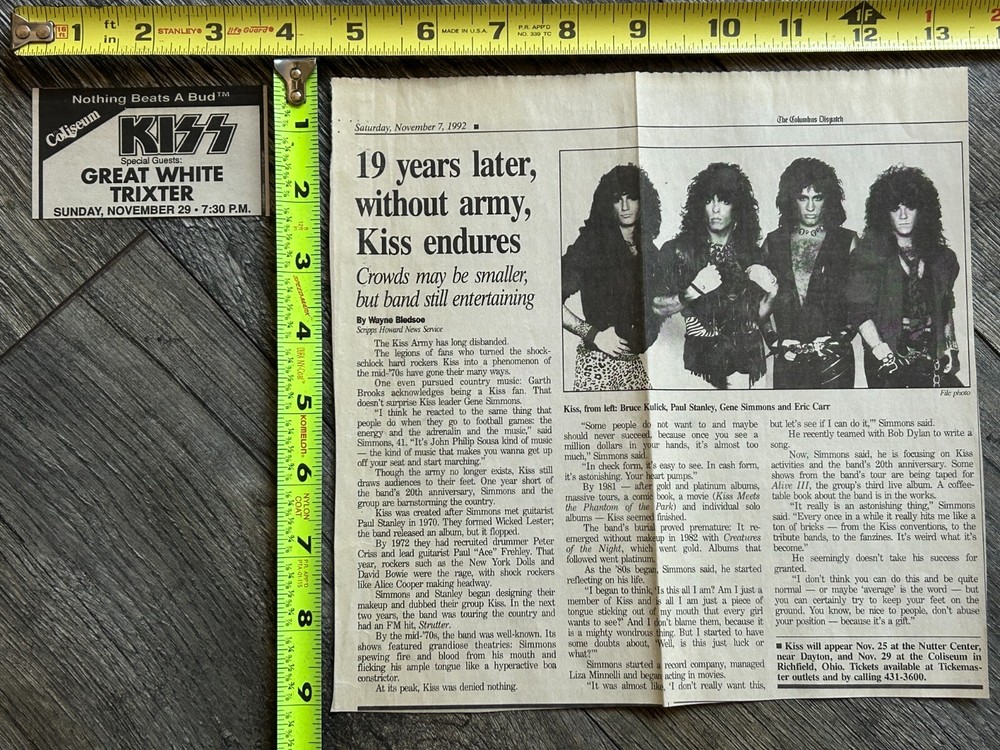 1 ft in 2 STANLEY® 3 Life Guard® 4 5 6 MADE IN U.S.A. 7 P.R. APP'D NO. 339 TC 8 9 10 11 12 13
Nothing Beats A Bud™
Coliseum
KISS
Special Guests:
GREAT WHITE
TRIXTER
SUNDAY, NOVEMBER 29 • 7:30 P.M.
1
2
3
4
5
KOMELON®
6
NYLON COAT
7
8
9
Saturday, November 7, 1992 ■
The Columbus Dispatch
19 years later,
without army,
Kiss endures
Crowds may be smaller,
but band still entertaining
By Wayne Bledsoe
Scripps Howard News Service
The Kiss Army has long disbanded.
The legions of fans who turned the shock-
schlock hard rockers Kiss into a phenomenon of
the mid-'70s have gone their many ways.
One even pursued country music: Garth
Brooks acknowledges being a Kiss fan. That
doesn't surprise Kiss leader Gene Simmons.
"I think he reacted to the same thing that
people do when they go to football games: the
energy and the adrenalin and the music," said
Simmons, 41. "It's John Philip Sousa kind of music
— the kind of music that makes you wanna get up
off your seat and start marching."
Though the army no longer exists, Kiss still
draws audiences to their feet. One year short of
the band's 20th anniversary, Simmons and the
group are barnstorming the country.
Kiss was created after Simmons met guitarist
Paul Stanley in 1970. They formed Wicked Lester;
the band released an album, but it flopped.
By 1972 they had recruited drummer Peter
Criss and lead guitarist Paul "Ace" Frehley. That
year, rockers such as the New York Dolls and
David Bowie were the rage, with shock rockers
like Alice Cooper making headway.
Simmons and Stanley began designing their
makeup and dubbed their group Kiss. In the next
two years, the band was touring the country and
had an FM hit, Strutter.
By the mid-'70s, the band was well-known. Its
shows featured grandiose theatrics: Simmons
spewing fire and blood from his mouth and
flicking his ample tongue like a hyperactive boa
constrictor.
At its peak, Kiss was denied nothing.
File photo
Kiss, from left: Bruce Kulick, Paul Stanley, Gene Simmons and Eric Carr
"Some people do not want to and maybe
should never succeed, because once you see a
million dollars in your hands, it's almost too
much," Simmons said.
"In check form, it's easy to see. In cash form,
it's astonishing. Your heart pumps."
By 1981 — after gold and platinum albums,
massive tours, a comic book, a movie (Kiss Meets
the Phantom of the Park) and individual solo
albums — Kiss seemed finished.
The band's burial proved premature: It re-
emerged without makeup in 1982 with Creatures
of the Night, which went gold. Albums that
followed went platinum.
As the '80s began, Simmons said, he started
reflecting on his life.
"I began to think, 'Is this all I am? Am I just a
member of Kiss and is all I am just a piece of
tongue sticking out of my mouth that every girl
wants to see?' And I don't blame them, because it
is a mighty wondrous thing. But I started to have
some doubts about, 'Well, is this just luck or
what?'"
Simmons started a record company, managed
Liza Minnelli and began acting in movies.
"It was almost like, 'I don't really want this,
but let's see if I can do it,'" Simmons said.
He recently teamed with Bob Dylan to write a
song.
Now, Simmons said, he is focusing on Kiss
activities and the band's 20th anniversary. Some
shows from the band's tour are being taped for
Alive III, the group's third live album. A coffee-
table book about the band is in the works.
"It really is an astonishing thing," Simmons
said. "Every once in a while it really hits me like a
ton of bricks — from the Kiss conventions, to the
tribute bands, to the fanzines. It's weird what it's
become."
He seemingly doesn't take his success for
granted.
"I don't think you can do this and be quite
normal — or maybe 'average' is the word — but
you can certainly try to keep your feet on the
ground. You know, be nice to people, don't abuse
your position — because it's a gift."
■ Kiss will appear Nov. 25 at the Nutter Center,
near Dayton, and Nov. 29 at the Coliseum in
Richfield, Ohio. Tickets available at Ticketmas-
ter outlets and by calling 431-3600.